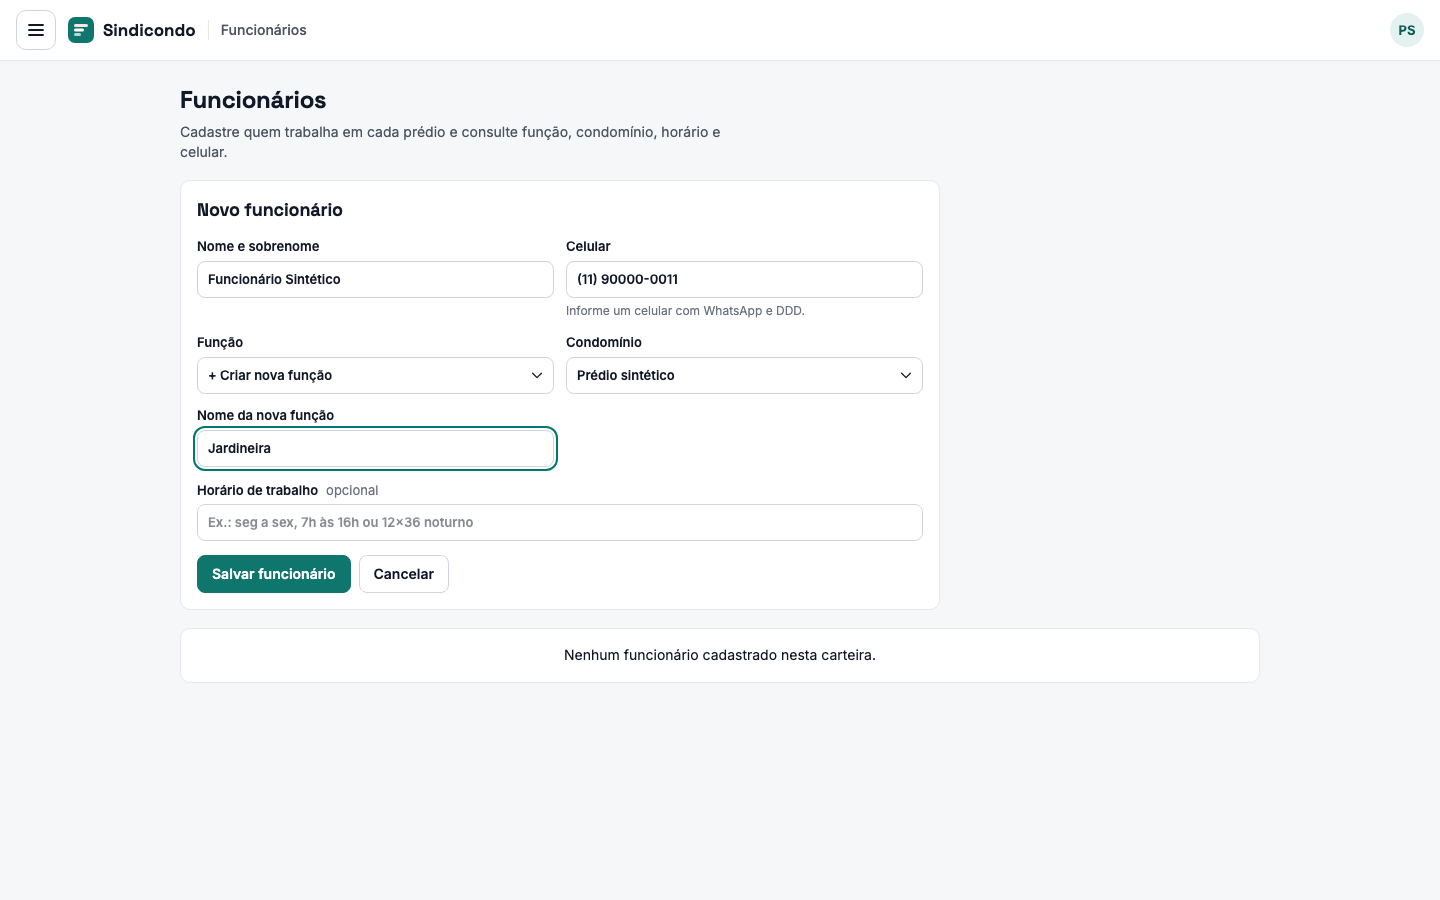 Sindicondo
Funcionários
PS
Funcionários
Cadastre quem trabalha em cada prédio e consulte função, condomínio, horário e
celular.
Novo funcionário
Nome e sobrenome
Celular
Funcionário Sintético
(11) 90000-0011
Informe um celular com WhatsApp e DDD.
Função
Condomínio
+ Criar nova função
Prédio sintético
Nome da nova função
Jardineira
Horário de trabalho opcional
Ex.: seg a sex, 7h às 16h ou 12×36 noturno
Salvar funcionário
Cancelar
Nenhum funcionário cadastrado nesta carteira.